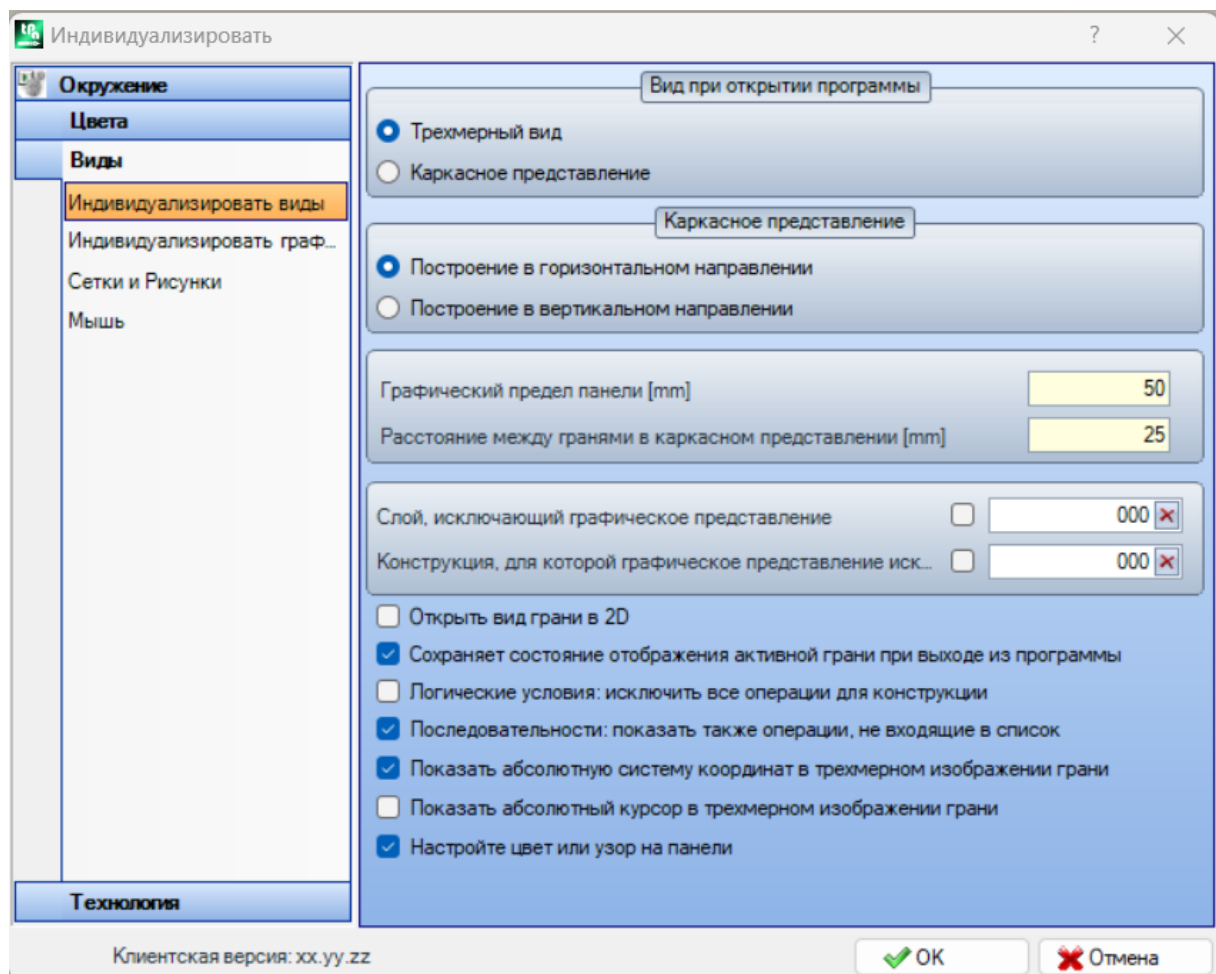 Индивидуализировать
?
Окружение
Цвета
Виды
Индивидуализировать виды
Индивидуализировать граф...
Сетки и Рисунки
Мышь
Технология
Вид при открытии программы
Трехмерный вид
Каркасное представление
Каркасное представление
Построение в горизонтальном направлении
Построение в вертикальном направлении
Графический предел панели [mm] 50
Расстояние между гранями в каркасном представлении [mm] 25
Слой, исключающий графическое представление 000
Конструкция, для которой графическое представление иск... 000
Открыть вид грани в 2D
Сохраняет состояние отображения активной грани при выходе из программы
Логические условия: исключить все операции для конструкции
Последовательности: показать также операции, не входящие в список
Показать абсолютную систему координат в трехмерном изображении грани
Показать абсолютный курсор в трехмерном изображении грани
Настройте цвет или узор на панели
Клиентская версия: xx.yy.zz
OK
Отмена